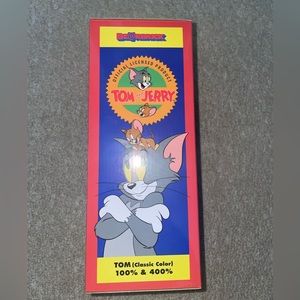 BE@RBRICK
OFFICIAL LICENSED PRODUCT
TOM and JERRY
TOM (Classic Color)
100% & 400%